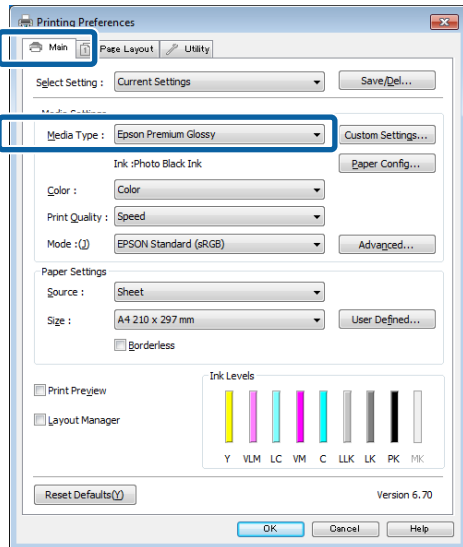 Printing Preferences
Main Page Layout Utility
Select Setting : Current Settings Save/Del...
Media Settings
Media Type : Epson Premium Glossy Custom Settings...
Ink :Photo Black Ink Paper Config...
Color : Color
Print Quality : Speed
Mode :(J) EPSON Standard (sRGB) Advanced...
Paper Settings
Source : Sheet
Size : A4 210 x 297 mm User Defined...
Borderless
Ink Levels
Print Preview
Layout Manager
Y VLM LC VM C LLK LK PK MK
Reset Defaults(Y) Version 6.70
OK Cancel Help